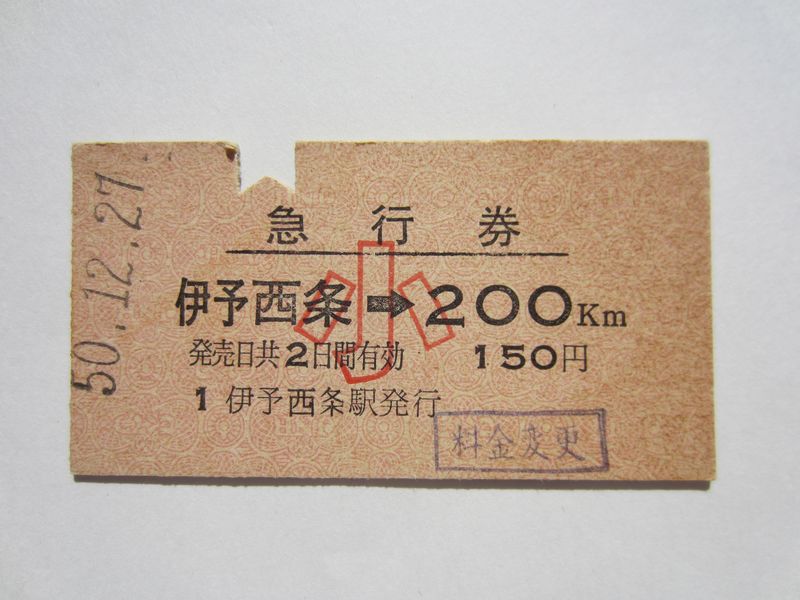 50.12.27
急行券
小
伊予西条➡200Km
発売日共2日間有効 150円
1 伊予西条駅発行
料金変更